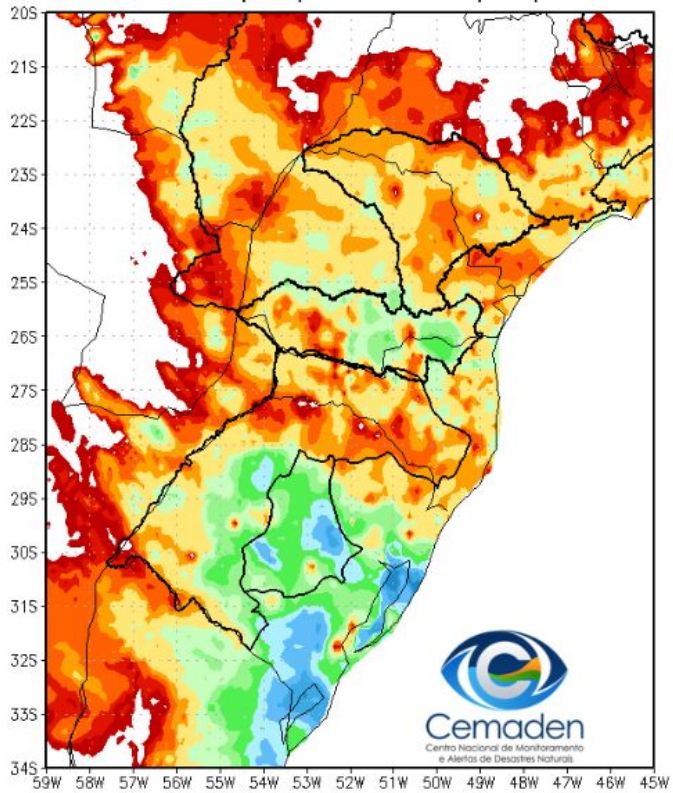 20S
21S
22S
23S
24S
25S
26S
27S
28S
29S
30S
31S
32S
33S
34S
59W 58W 57W 56W 55W 54W 53W 52W 51W 50W 49W 48W 47W 46W 45W
Cemaden
Centro Nacional de Monitoramento
e Alertas de Desastres Naturais